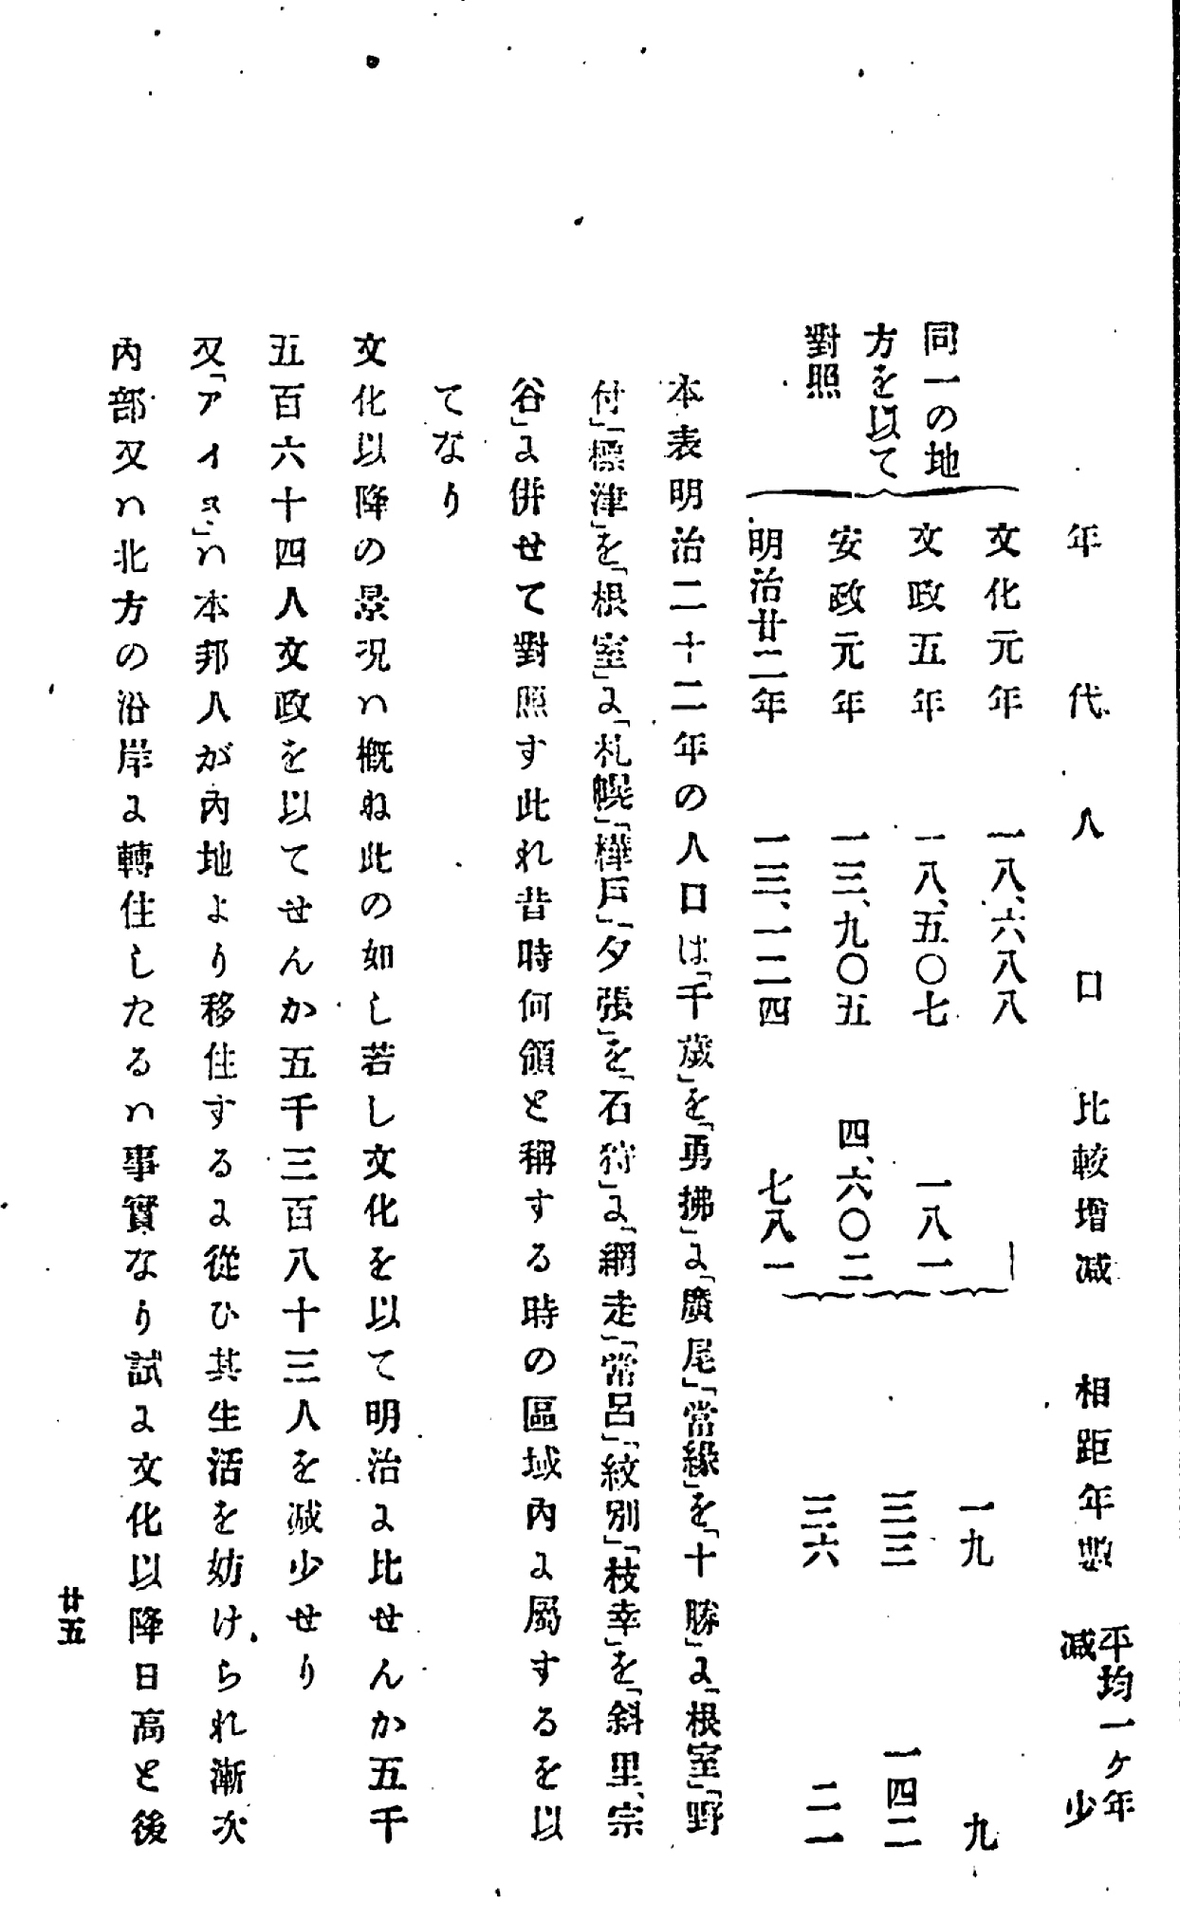 年代　人口　比較增減　相距年數　平均一ヶ年減少
同一の地
方を以て
對照
文化元年　一八、六八八　｜
文政五年　一八、五〇七　一八一　一九　九
安政元年　一三、九〇五　四、六〇二　三三　一四二
明治廿二年　一三、一二四　七八一　三六　二一
本表明治二十二年の人口は「千歲」を「勇拂」に「廣尾」「當緣」を「十勝」に「根室」「野
付」「標津」を「根室」に「札幌」「樺戶」「夕張」を「石狩」に「網走」「常呂」「紋別」「枝幸」を「斜里、宗
谷」に併せて對照す此れ昔時何領と稱する時の區域內に屬するを以
てなり
文化以降の景況ハ概ね此の如し若し文化を以て明治に比せんか五千
五百六十四人文政を以てせんか五千三百八十三人を减少せり
又「アイヌ」ハ本邦人が內地より移住するに從ひ其生活を妨けられ漸次
內部又ハ北方の沿岸に轉住したるハ事實なり試に文化以降日高と後
廿五